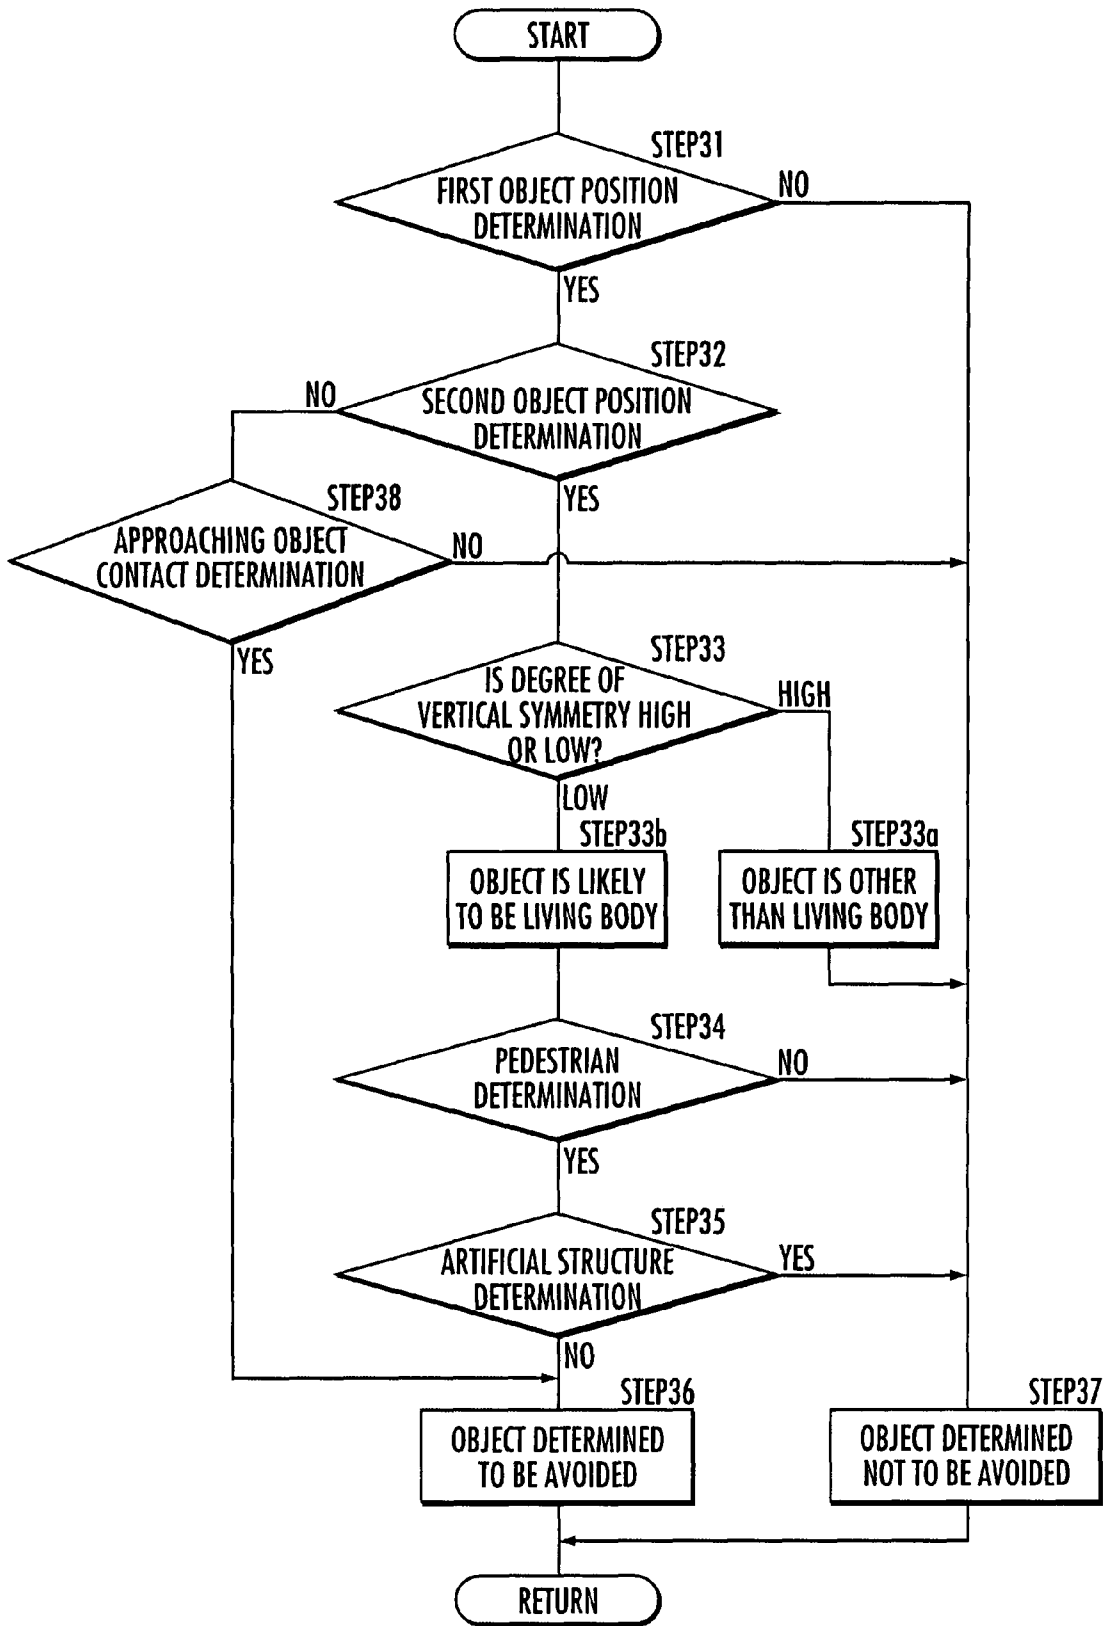 START
STEP31
FIRST OBJECT POSITION
DETERMINATION
NO
YES
STEP32
SECOND OBJECT POSITION
DETERMINATION
NO
YES
STEP38
APPROACHING OBJECT
CONTACT DETERMINATION
NO
YES
STEP33
IS DEGREE OF
VERTICAL SYMMETRY HIGH
OR LOW?
HIGH
LOW
STEP33b
OBJECT IS LIKELY
TO BE LIVING BODY
STEP33a
OBJECT IS OTHER
THAN LIVING BODY
STEP34
PEDESTRIAN
DETERMINATION
NO
YES
STEP35
ARTIFICIAL STRUCTURE
DETERMINATION
YES
NO
STEP36
OBJECT DETERMINED
TO BE AVOIDED
STEP37
OBJECT DETERMINED
NOT TO BE AVOIDED
RETURN